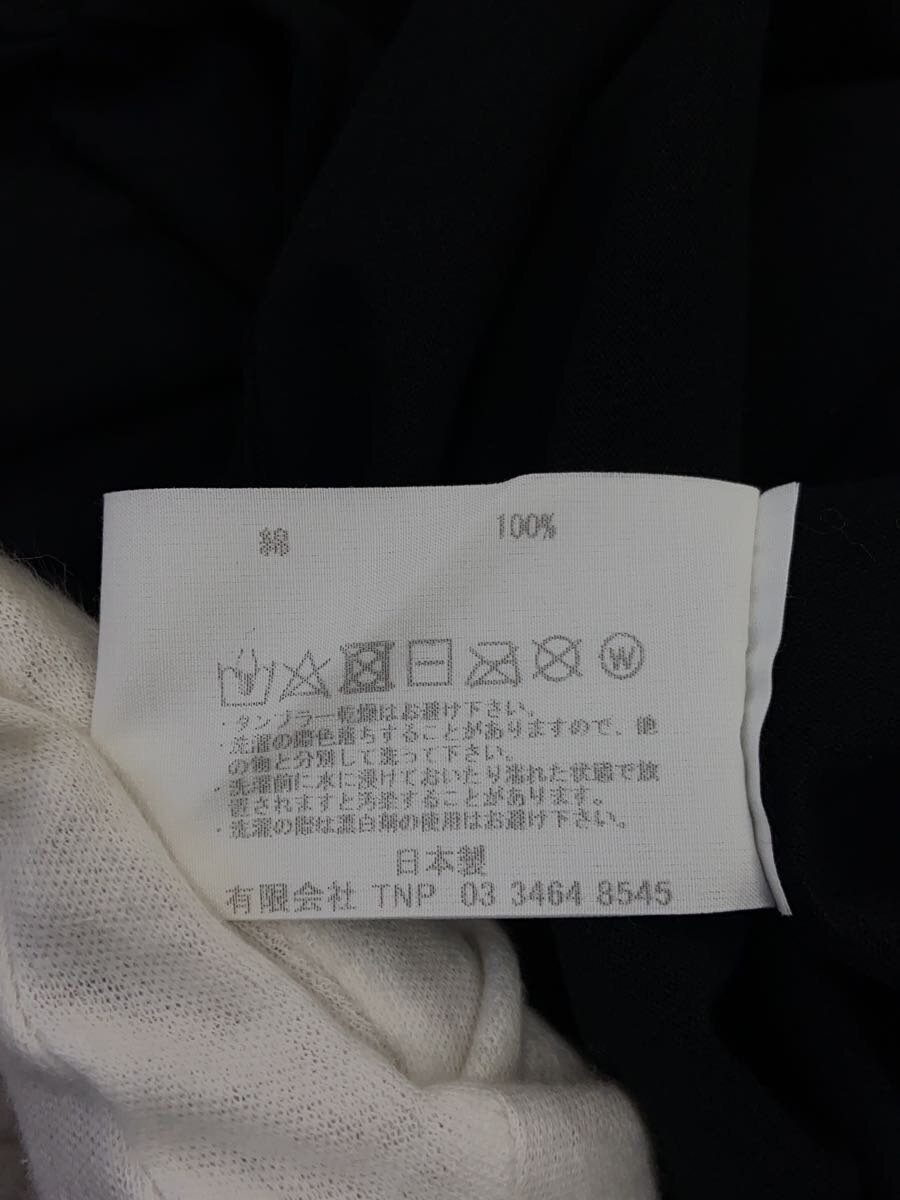 綿 100%
W
・タンブラー乾燥はお避け下さい。
・洗濯の際色落ちすることがありますので、他
の物と分別して洗って下さい。
・洗濯前に水に浸けておいたり濡れた状態で放
置されますと汚染することがあります。
・洗濯の際は漂白剤の使用はお避け下さい。
日本製
有限会社 TNP 03 3464 8545